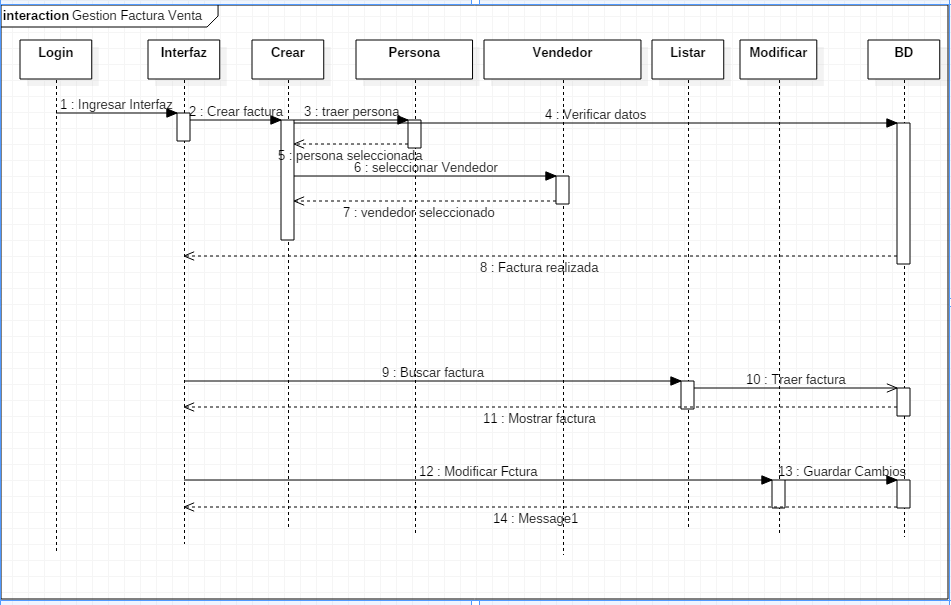 interaction Gestion Factura Venta
Login
Interfaz
Crear
Persona
Vendedor
Listar
Modificar
BD
1 : Ingresar Interfaz
2 : Crear factura
3 : traer persona
4 : Verificar datos
5 : persona seleccionada
6 : seleccionar Vendedor
7 : vendedor seleccionado
8 : Factura realizada
9 : Buscar factura
10 : Traer factura
11 : Mostrar factura
12 : Modificar Fctura
13 : Guardar Cambios
14 : Message1